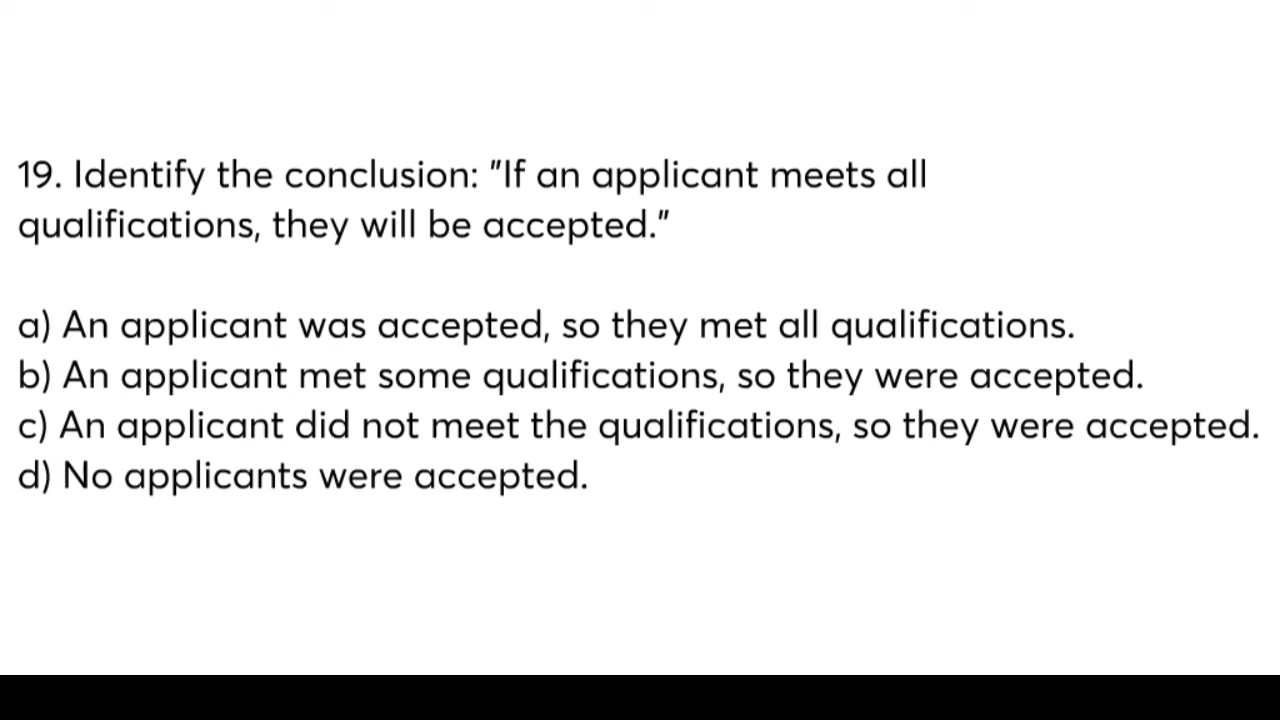 19. Identify the conclusion: "If an applicant meets all
qualifications, they will be accepted."
a) An applicant was accepted, so they met all qualifications.
b) An applicant met some qualifications, so they were accepted.
c) An applicant did not meet the qualifications, so they were accepted.
d) No applicants were accepted.